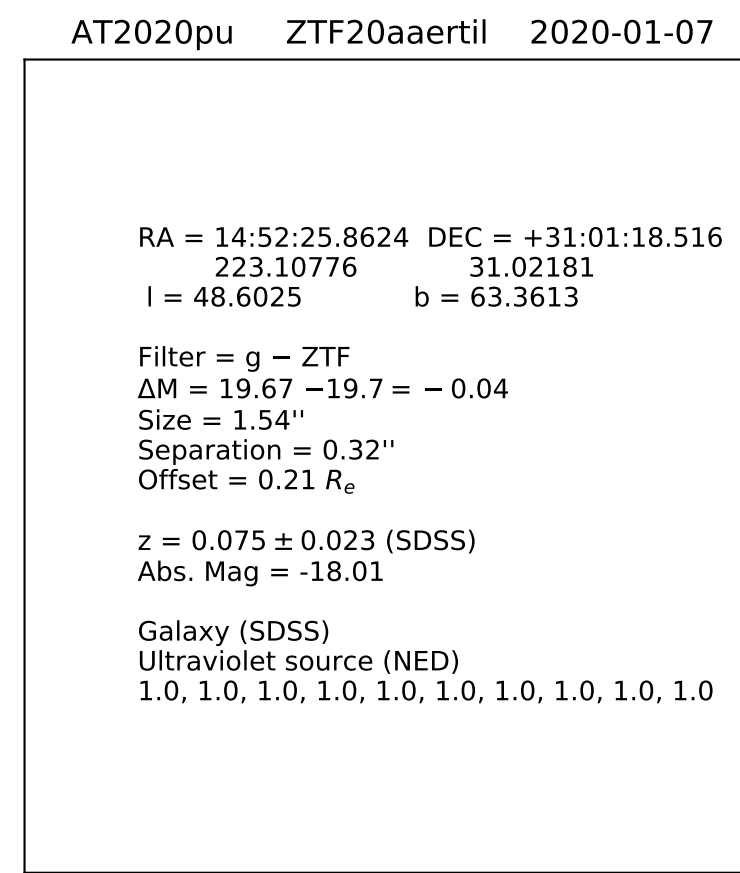 AT2020pu ZTF20aaertil 2020-01-07
RA = 14:52:25.8624 DEC = +31:01:18.516
223.10776 31.02181
l = 48.6025 b = 63.3613
Filter = g − ZTF
ΔM = 19.67 −19.7 = − 0.04
Size = 1.54''
Separation = 0.32''
Offset = 0.21 Re
z = 0.075 ± 0.023 (SDSS)
Abs. Mag = -18.01
Galaxy (SDSS)
Ultraviolet source (NED)
1.0, 1.0, 1.0, 1.0, 1.0, 1.0, 1.0, 1.0, 1.0, 1.0